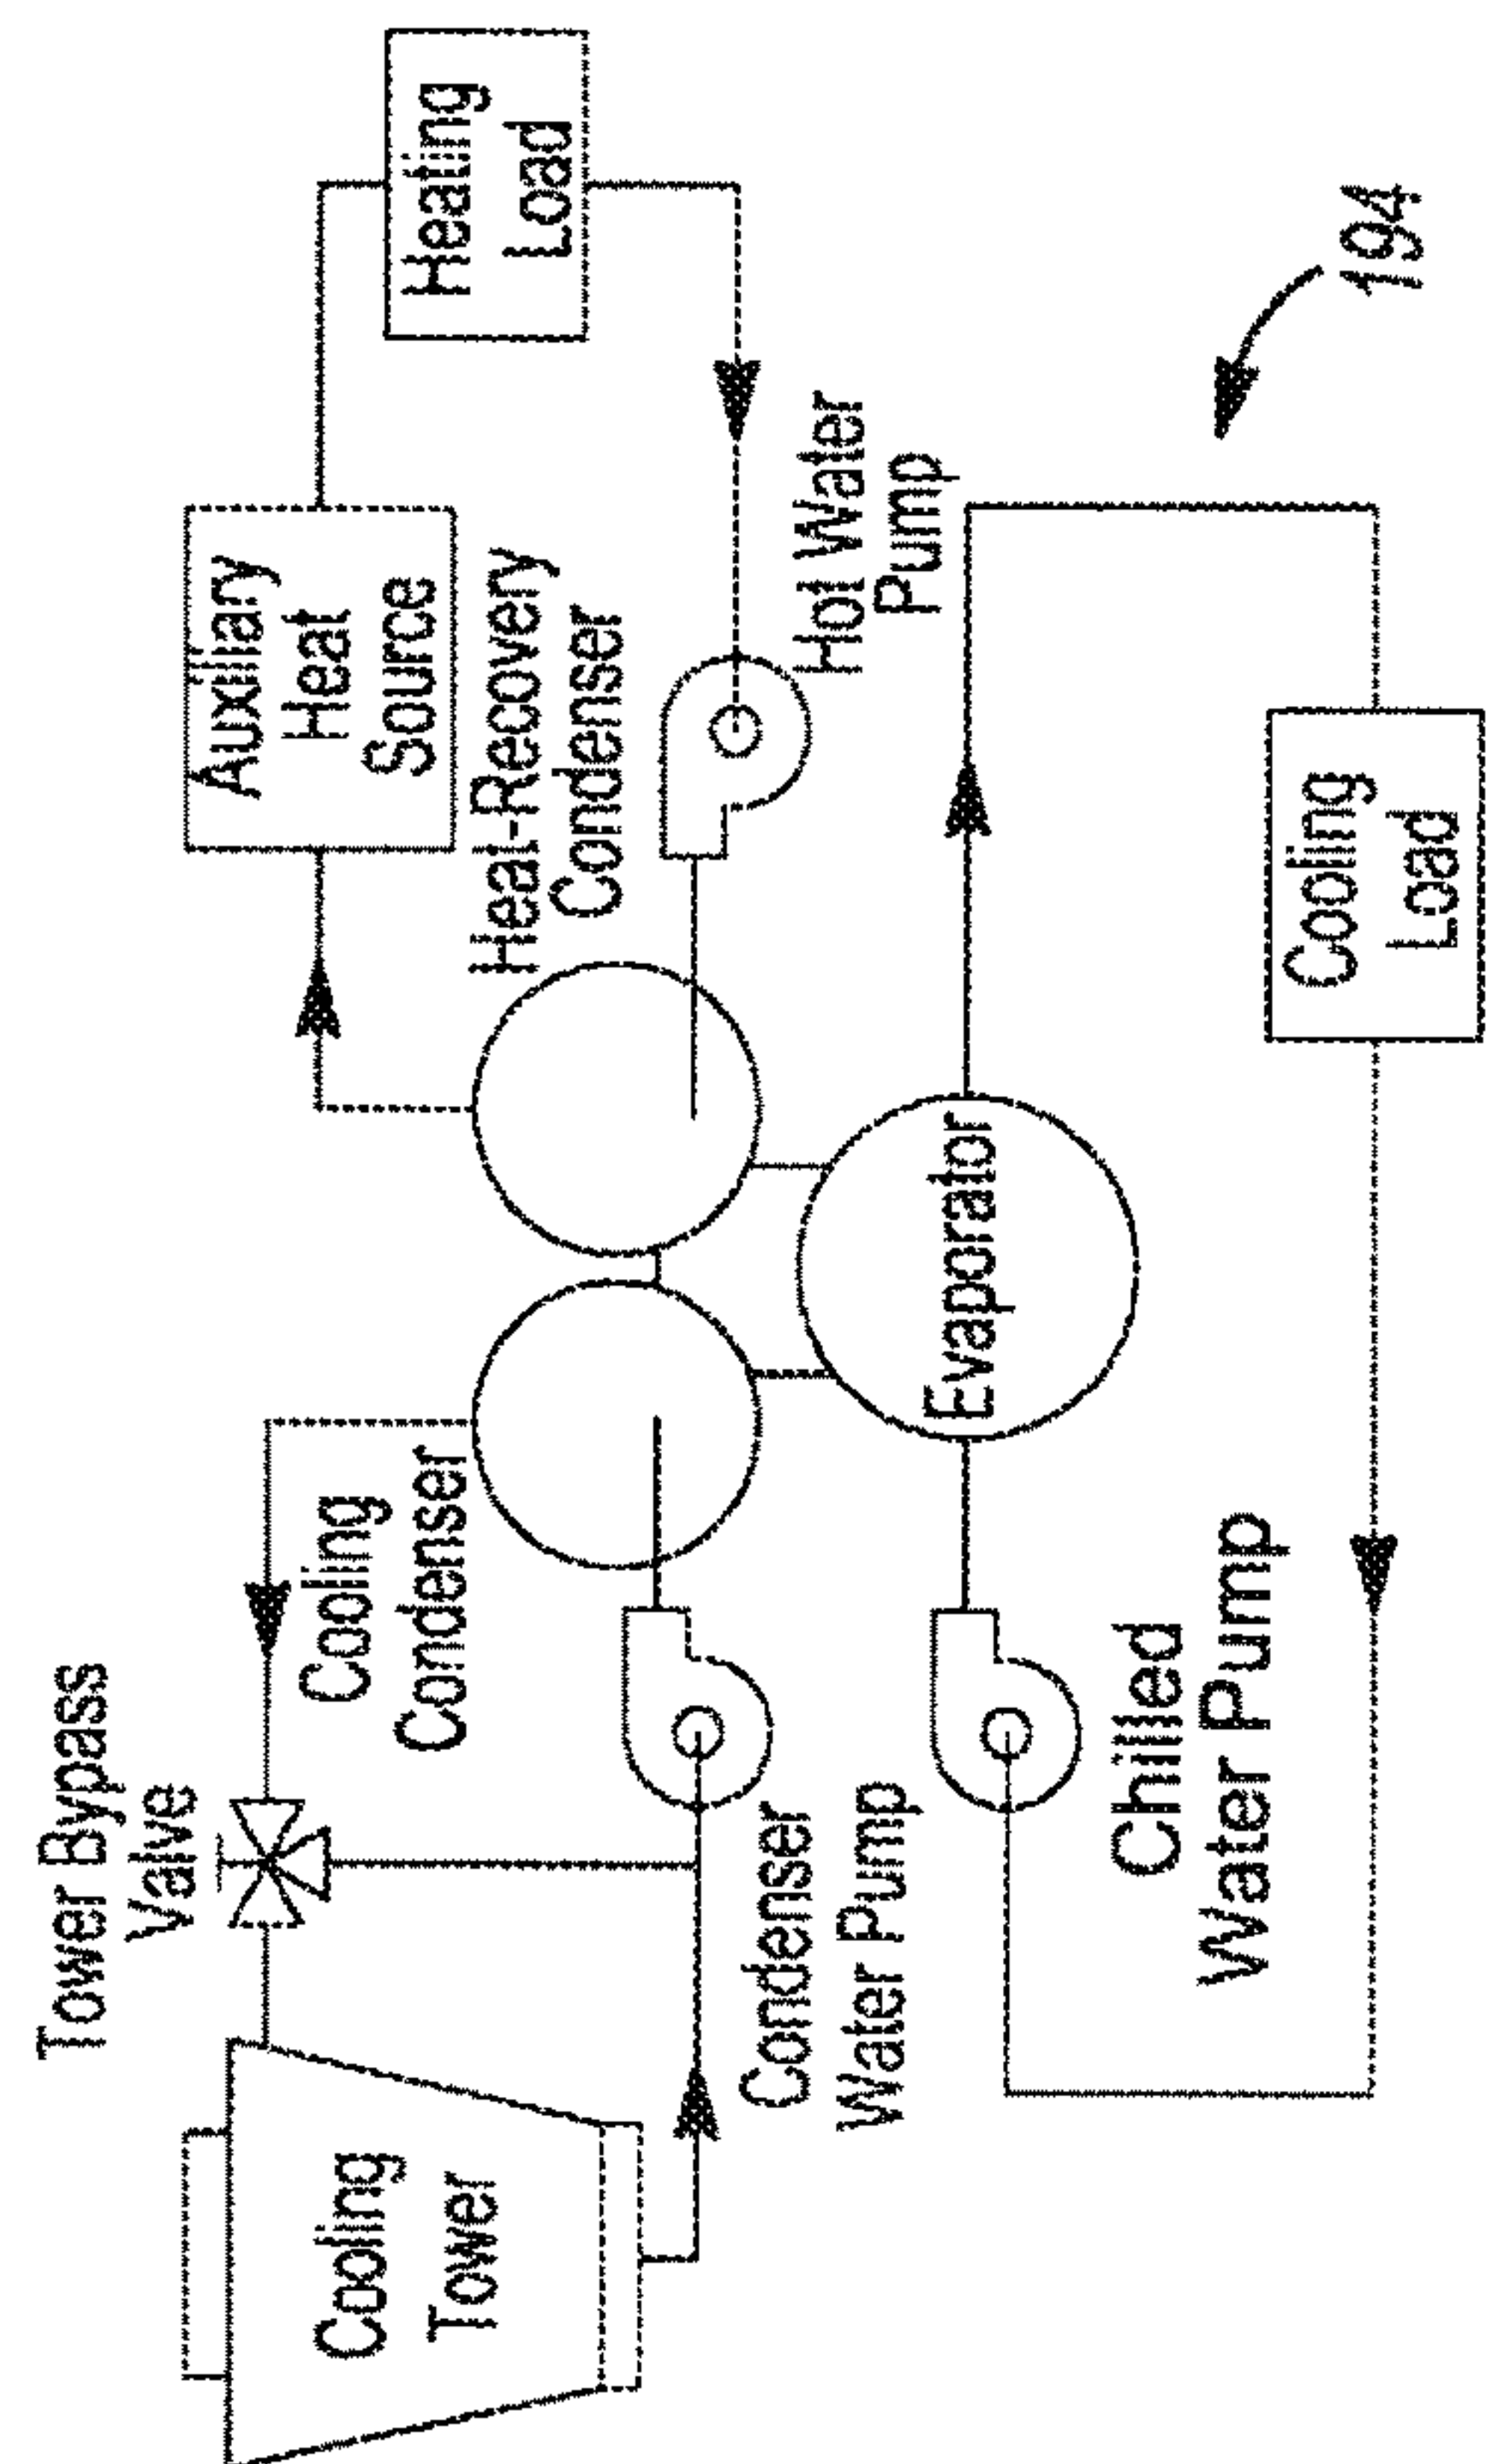 Tower Bypass
Valve
Cooling
Tower
Cooling
Condenser
Condenser
Water Pump
Chilled
Water Pump
Evaporator
Auxiliary
Heat
Source
Heat-Recovery
Condenser
Heating
Load
Hot Water
Pump
Cooling
Load
194